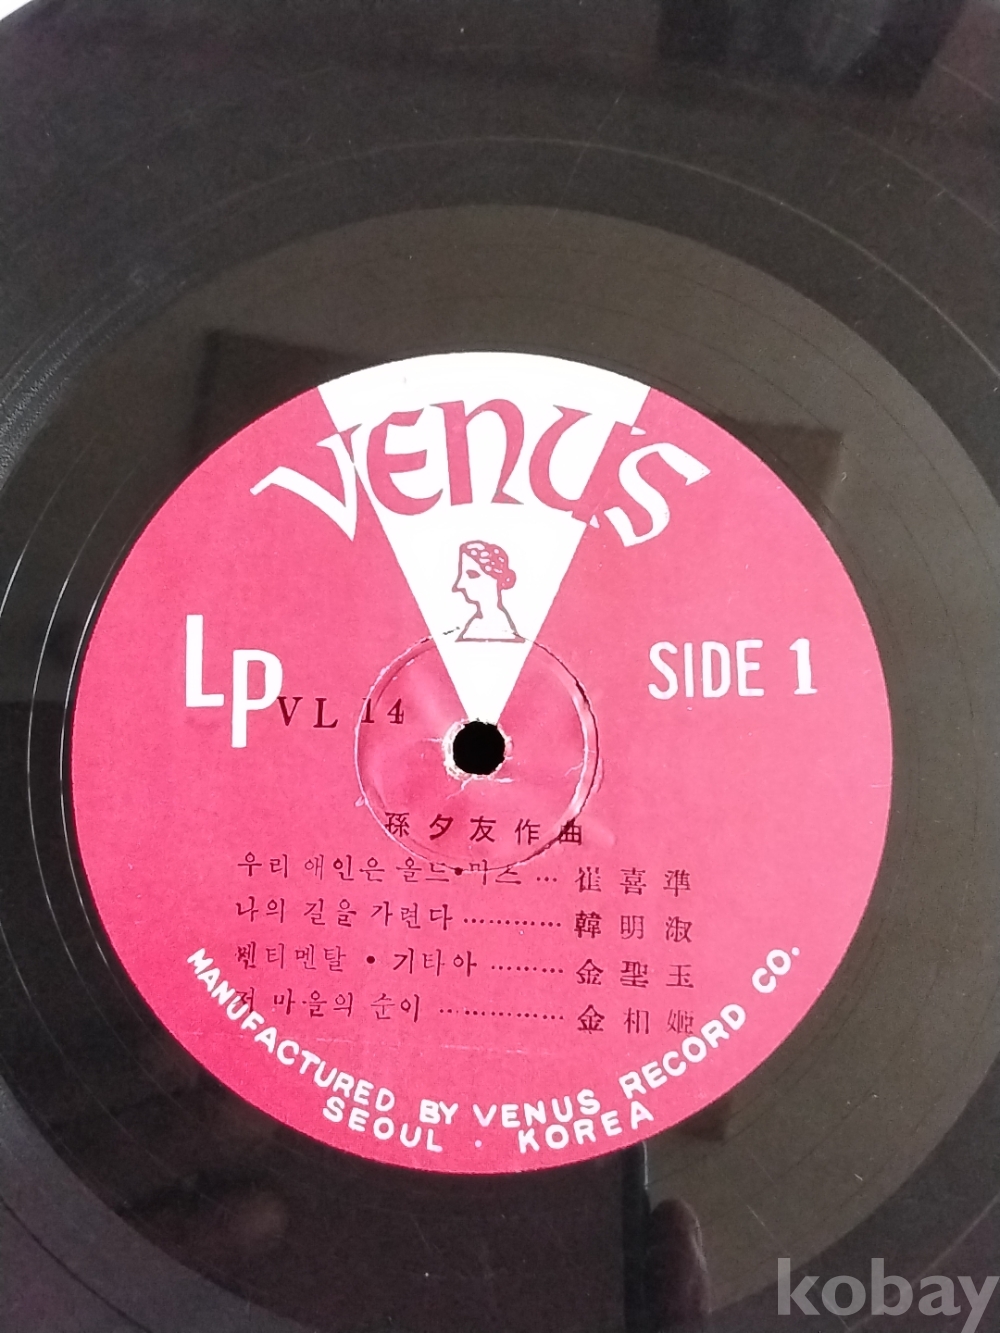 VENUS
LP VL 14
SIDE 1
孫夕友作曲
우리 애인은 올드•미스 … 崔喜準
나의 길을 가련다 ………… 韓明淑
쎈티멘탈 • 기타아 ……… 金聖玉
저 마을의 순이 …………… 金相姬
MANUFACTURED BY VENUS RECORD CO.
SEOUL · KOREA
kobay